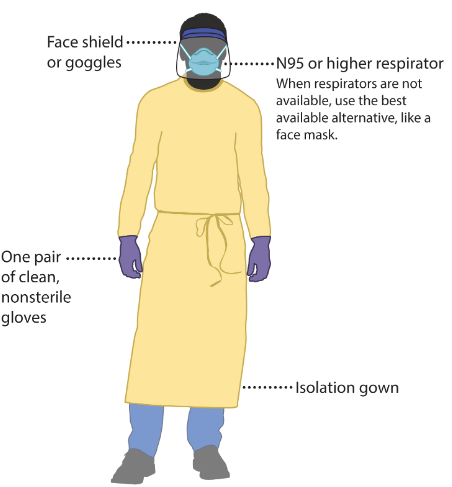 Face shield
or goggles
N95 or higher respirator
When respirators are not
available, use the best
available alternative, like a
face mask.
One pair
of clean,
nonsterile
gloves
Isolation gown